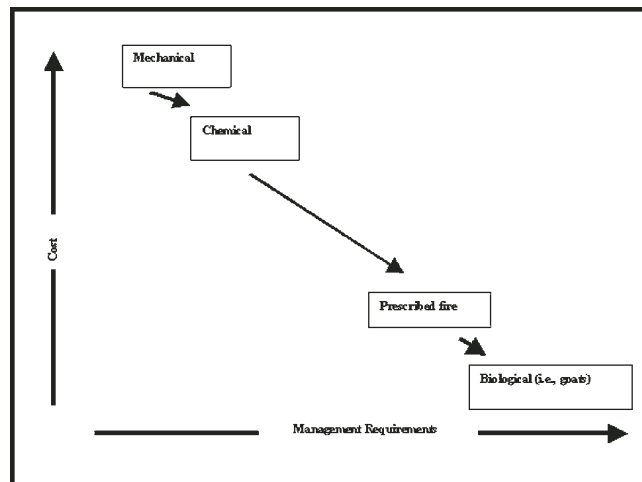 Mechanical
Chemical
Cost
Prescribed fire
Biological (i.e., goats)
Management Requirements